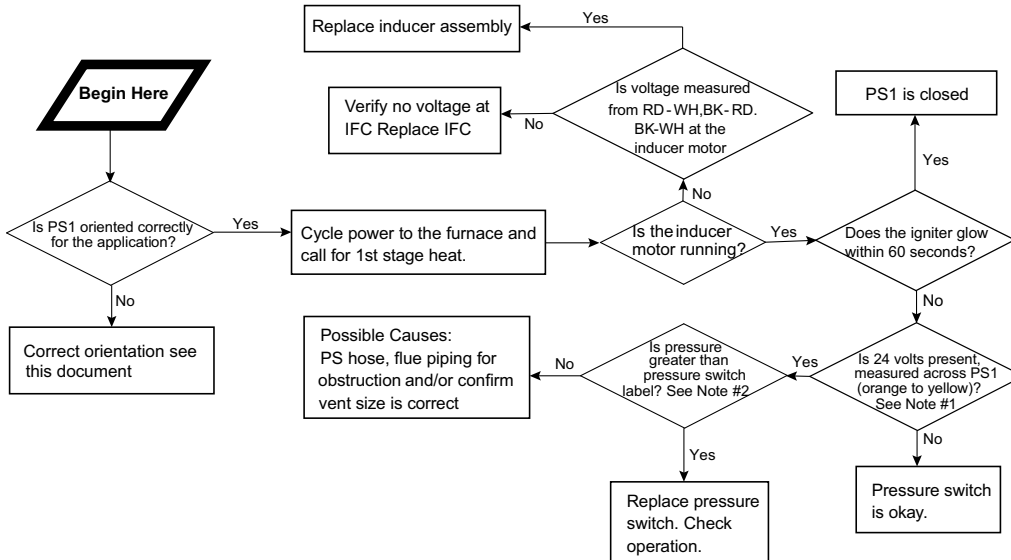 Begin Here
Is PS1 oriented correctly
for the application?
Yes
No
Correct orientation see
this document
Cycle power to the furnace and
call for 1st stage heat.
Is the inducer
motor running?
No
Yes
Is voltage measured
from RD-WH,BK-RD.
BK-WH at the
inducer motor
Yes
Replace inducer assembly
No
Verify no voltage at
IFC Replace IFC
Does the igniter glow
within 60 seconds?
Yes
PS1 is closed
No
Is 24 volts present,
measured across PS1
(orange to yellow)?
See Note #1
No
Pressure switch
is okay.
Yes
Is pressure
greater than
pressure switch
label? See Note #2
No
Possible Causes:
PS hose, flue piping for
obstruction and/or confirm
vent size is correct
Yes
Replace pressure
switch. Check
operation.